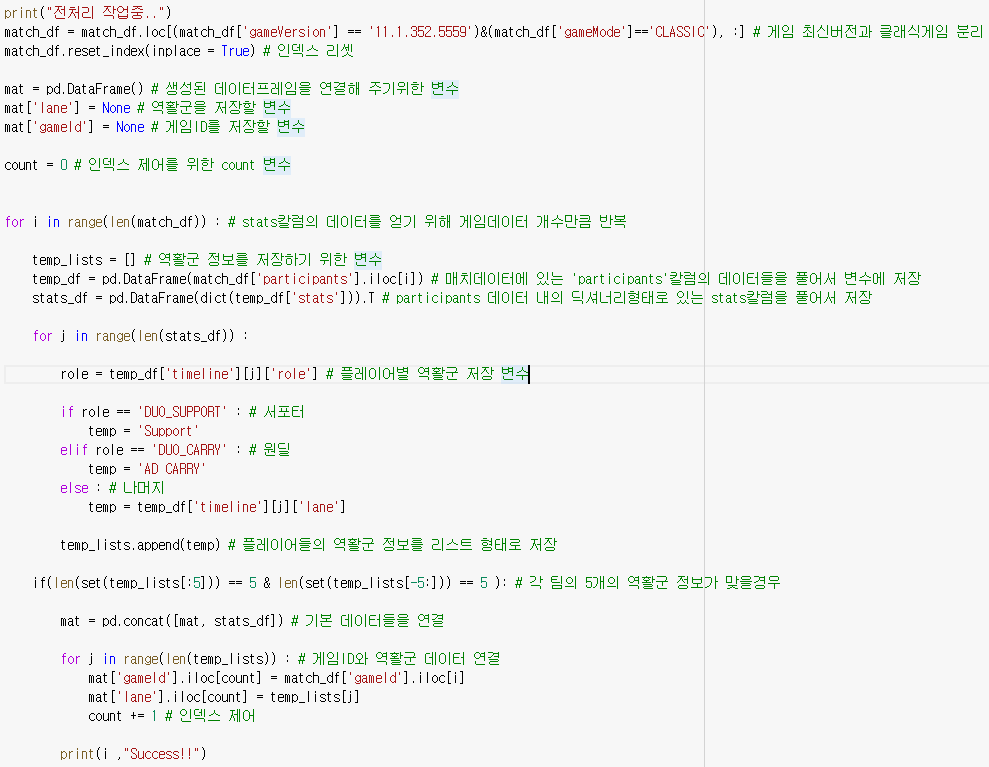 print("전처리 작업중..")
match_df = match_df.loc[(match_df['gameVersion'] == '11.1.352.5559')&(match_df['gameMode']=='CLASSIC'), :] # 게임 최신버전과 클래식게임 분리
match_df.reset_index(inplace = True) # 인덱스 리셋

mat = pd.DataFrame() # 생성된 데이터프레임을 연결해 주기위한 변수
mat['lane'] = None # 역활군을 저장할 변수
mat['gameId'] = None # 게임ID를 저장할 변수

count = 0 # 인덱스 제어를 위한 count 변수

for i in range(len(match_df)) : # stats칼럼의 데이터를 얻기 위해 게임데이터 개수만큼 반복

    temp_lists = [] # 역활군 정보를 저장하기 위한 변수
    temp_df = pd.DataFrame(match_df['participants'].iloc[i]) # 매치데이터에 있는 'participants'칼럼의 데이터들을 풀어서 변수에 저장
    stats_df = pd.DataFrame(dict(temp_df['stats'])).T # participants 데이터 내의 딕셔너리형태로 있는 stats칼럼을 풀어서 저장

    for j in range(len(stats_df)) :

        role = temp_df['timeline'][j]['role'] # 플레이어별 역활군 저장 변수

        if role == 'DUO_SUPPORT' : # 서포터
            temp = 'Support'
        elif role == 'DUO_CARRY' : # 원딜
            temp = 'AD CARRY'
        else : # 나머지
            temp = temp_df['timeline'][j]['lane']

        temp_lists.append(temp) # 플레이어들의 역활군 정보를 리스트 형태로 저장

    if(len(set(temp_lists[:5])) == 5 & len(set(temp_lists[-5:])) == 5 ): # 각 팀의 5개의 역활군 정보가 맞을경우

        mat = pd.concat([mat, stats_df]) # 기본 데이터들을 연결

        for j in range(len(temp_lists)) : # 게임ID와 역활군 데이터 연결
            mat['gameId'].iloc[count] = match_df['gameId'].iloc[i]
            mat['lane'].iloc[count] = temp_lists[j]
            count += 1 # 인덱스 제어

        print(i ,"Success!!")